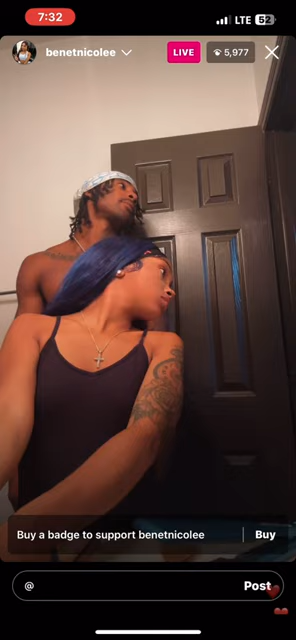 7:32
LTE 52
benetnicolee
LIVE
5,977
Buy a badge to support benetnicolee
Buy
@
Post